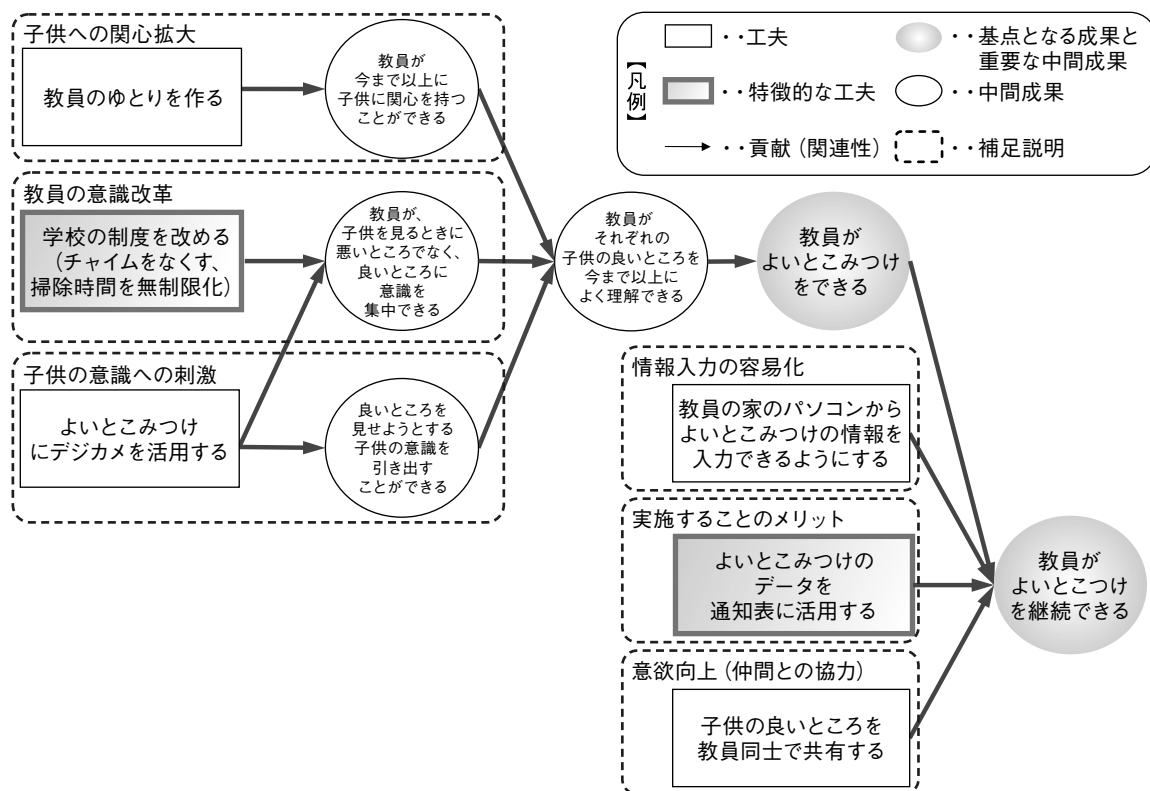 子供への関心拡大
教員のゆとりを作る
教員が
今まで以上に
子供に関心を持つ
ことができる
【凡例】
・・工夫
・・特徴的な工夫
・・貢献（関連性）
・・基点となる成果と
重要な中間成果
・・中間成果
・・補足説明
教員の意識改革
学校の制度を改める
（チャイムをなくす、
掃除時間を無制限化）
教員が、
子供を見るときに
悪いところでなく、
良いところに
意識を
集中できる
教員が
それぞれの
子供の良いところを
今まで以上に
よく理解できる
教員が
よいとこみつけ
をできる
子供の意識への刺激
よいとこみつけ
にデジカメを活用する
良いところを
見せようとする
子供の意識を
引き出す
ことができる
情報入力の容易化
教員の家のパソコンから
よいとこみつけの情報を
入力できるようにする
実施することのメリット
よいとこみつけの
データを
通知表に活用する
教員が
よいとこつけ
を継続できる
意欲向上（仲間との協力）
子供の良いところを
教員同士で共有する